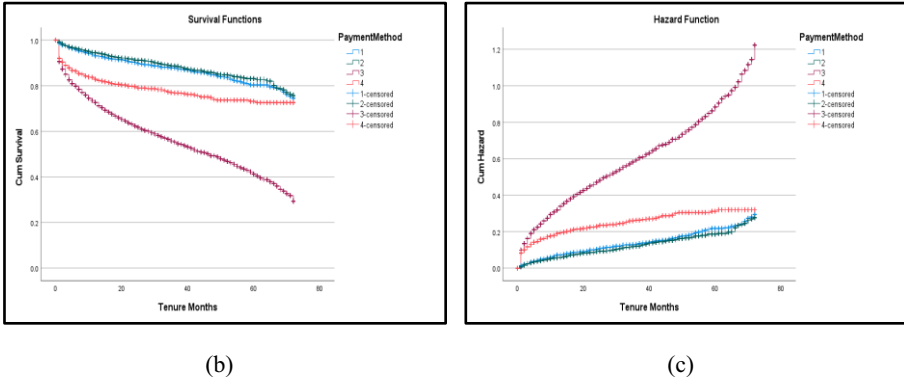 Survival Functions
PaymentMethod
1
2
3
4
1-censored
2-censored
3-censored
4-censored
Cum Survival
1.0
0.8
0.6
0.4
0.2
0.0
0 20 40 60 80
Tenure Months
(b)
Hazard Function
PaymentMethod
1
2
3
4
1-censored
2-censored
3-censored
4-censored
Cum Hazard
1.2
1.0
0.8
0.6
0.4
0.2
0.0
0 20 40 60 80
Tenure Months
(c)